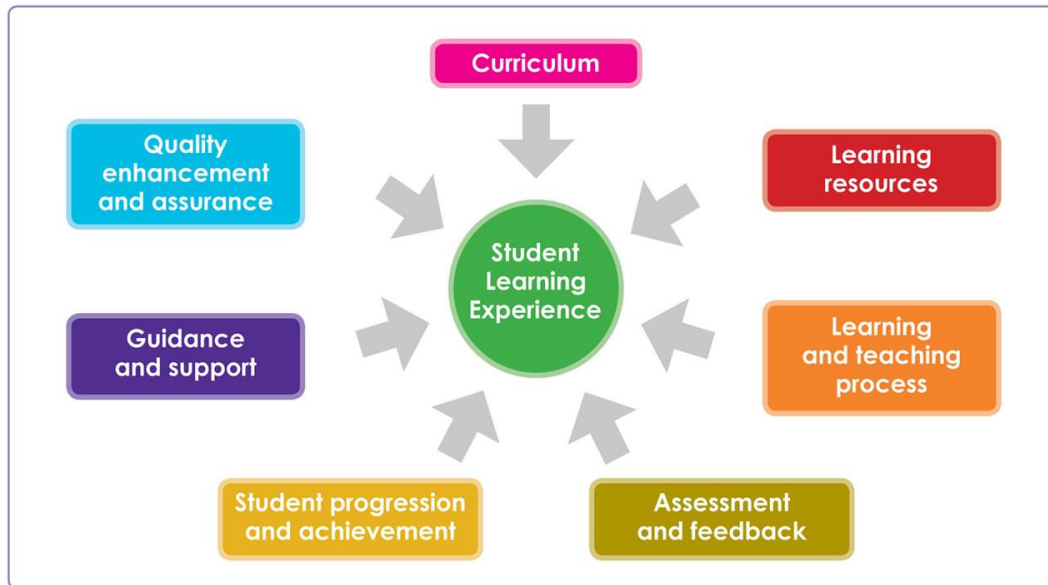 Curriculum
Quality
enhancement
and assurance
Learning
resources
Student
Learning
Experience
Guidance
and support
Learning
and teaching
process
Student progression
and achievement
Assessment
and feedback